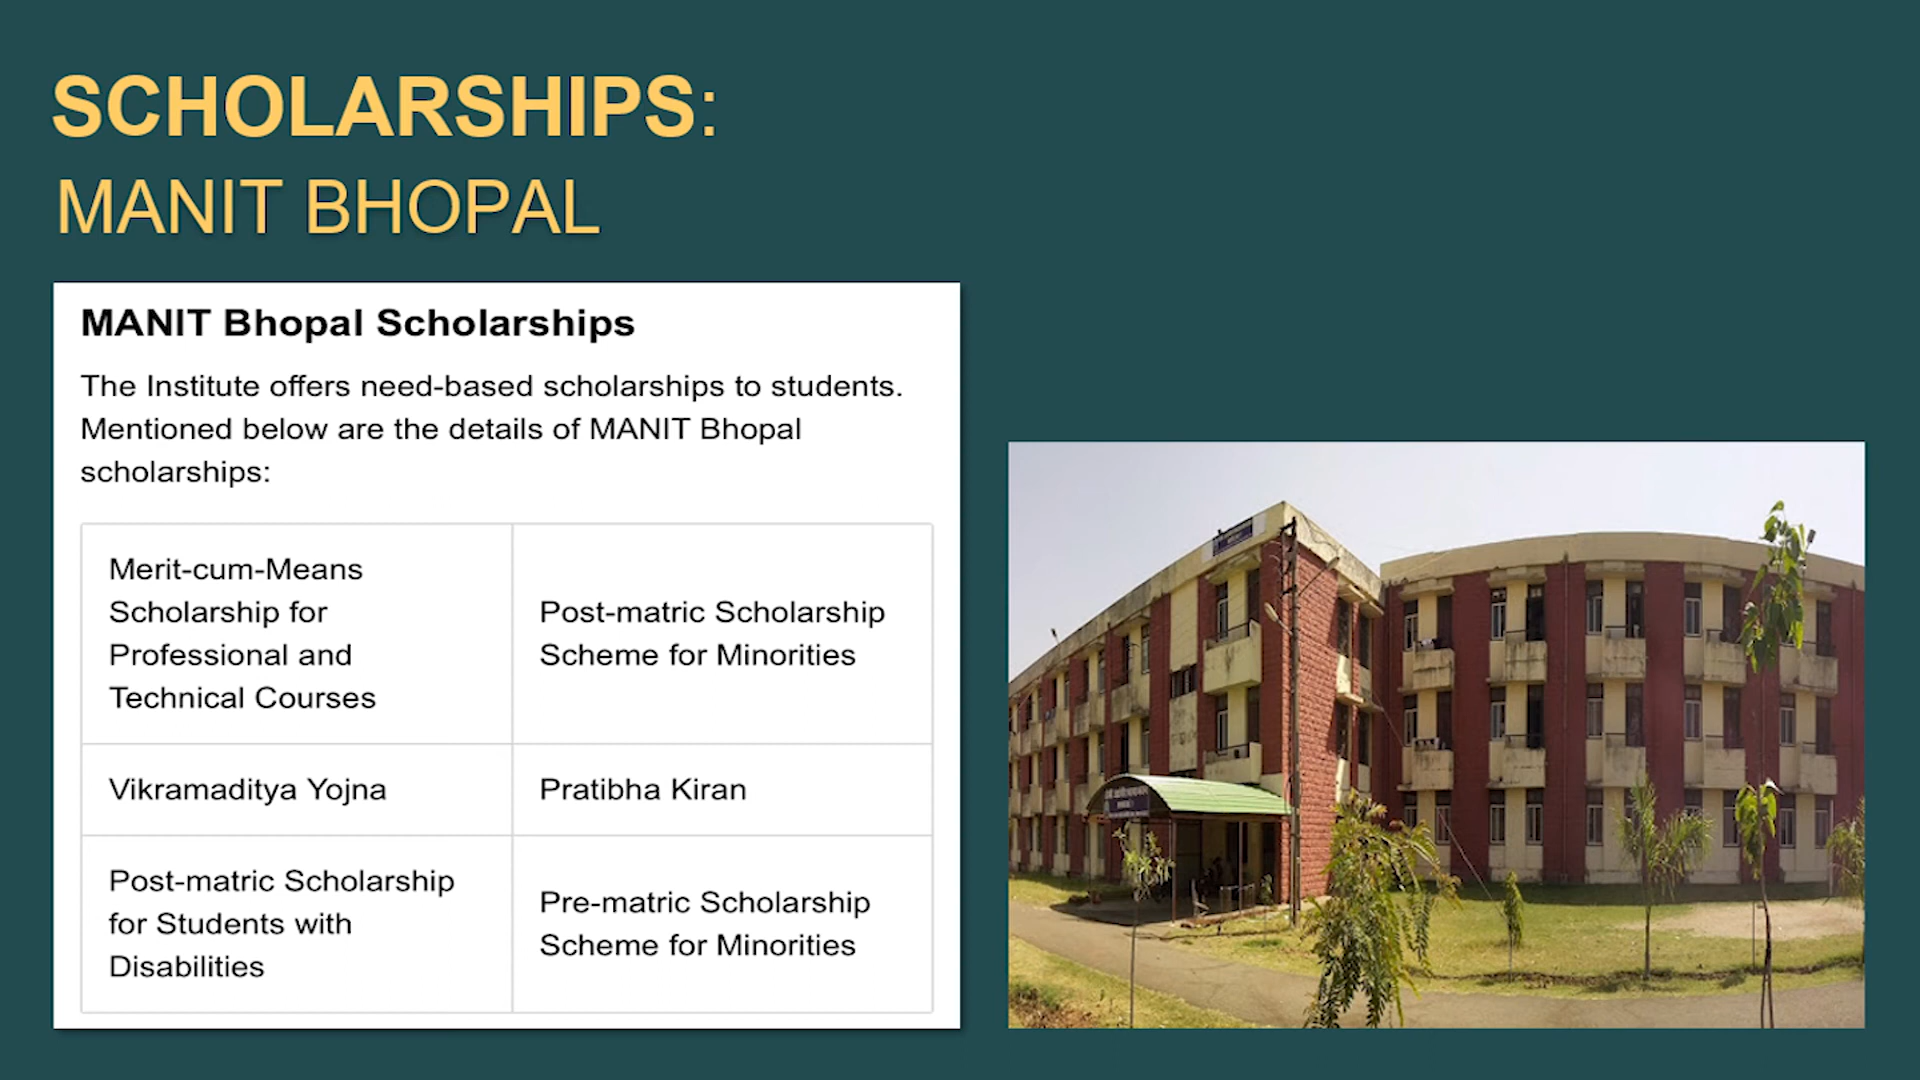 SCHOLARSHIPS:
MANIT BHOPAL
MANIT Bhopal Scholarships
The Institute offers need-based scholarships to students.
Mentioned below are the details of MANIT Bhopal
scholarships:
Merit-cum-Means
Scholarship for
Professional and
Technical Courses
Post-matric Scholarship
Scheme for Minorities
Vikramaditya Yojna
Pratibha Kiran
Post-matric Scholarship
for Students with
Disabilities
Pre-matric Scholarship
Scheme for Minorities